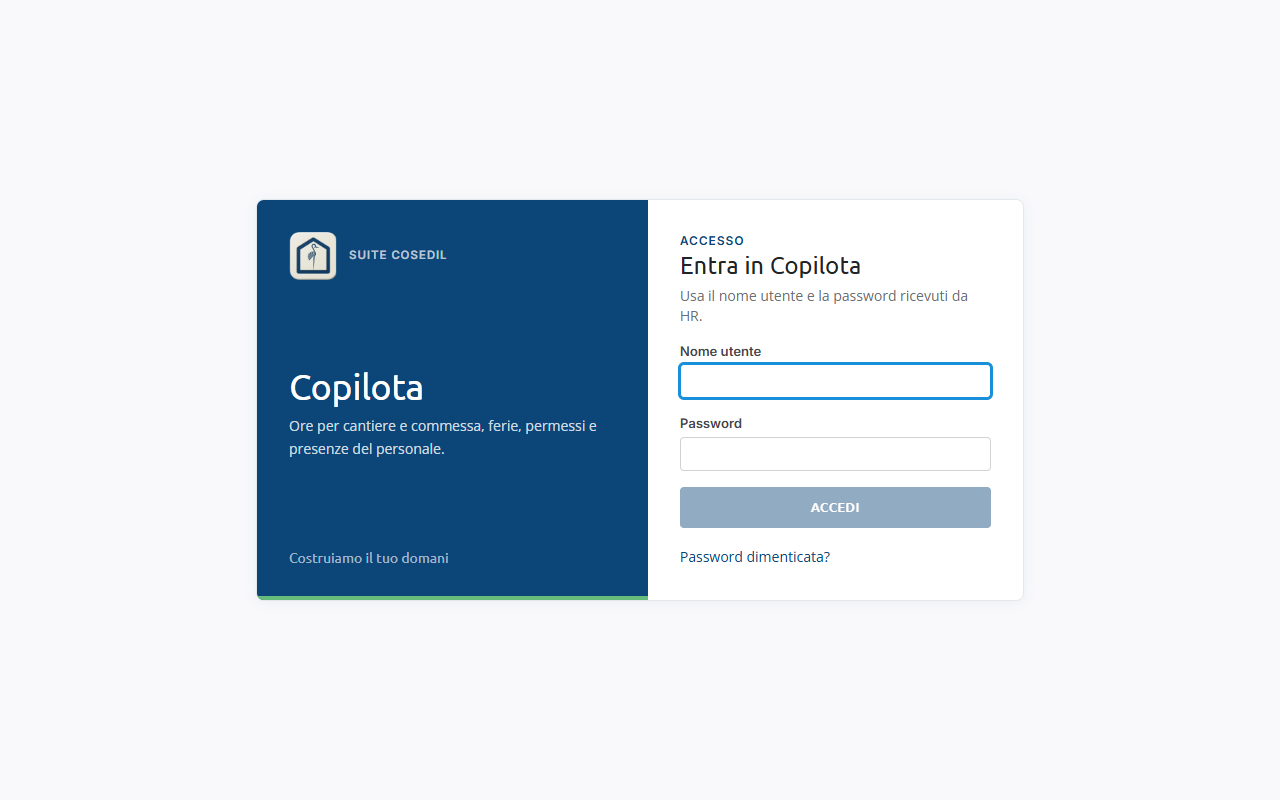 SUITE COSEDIL
Copilota
Ore per cantiere e commessa, ferie, permessi e
presenze del personale.
Costruiamo il tuo domani
ACCESSO
Entra in Copilota
Usa il nome utente e la password ricevuti da
HR.
Nome utente
Password
ACCEDI
Password dimenticata?